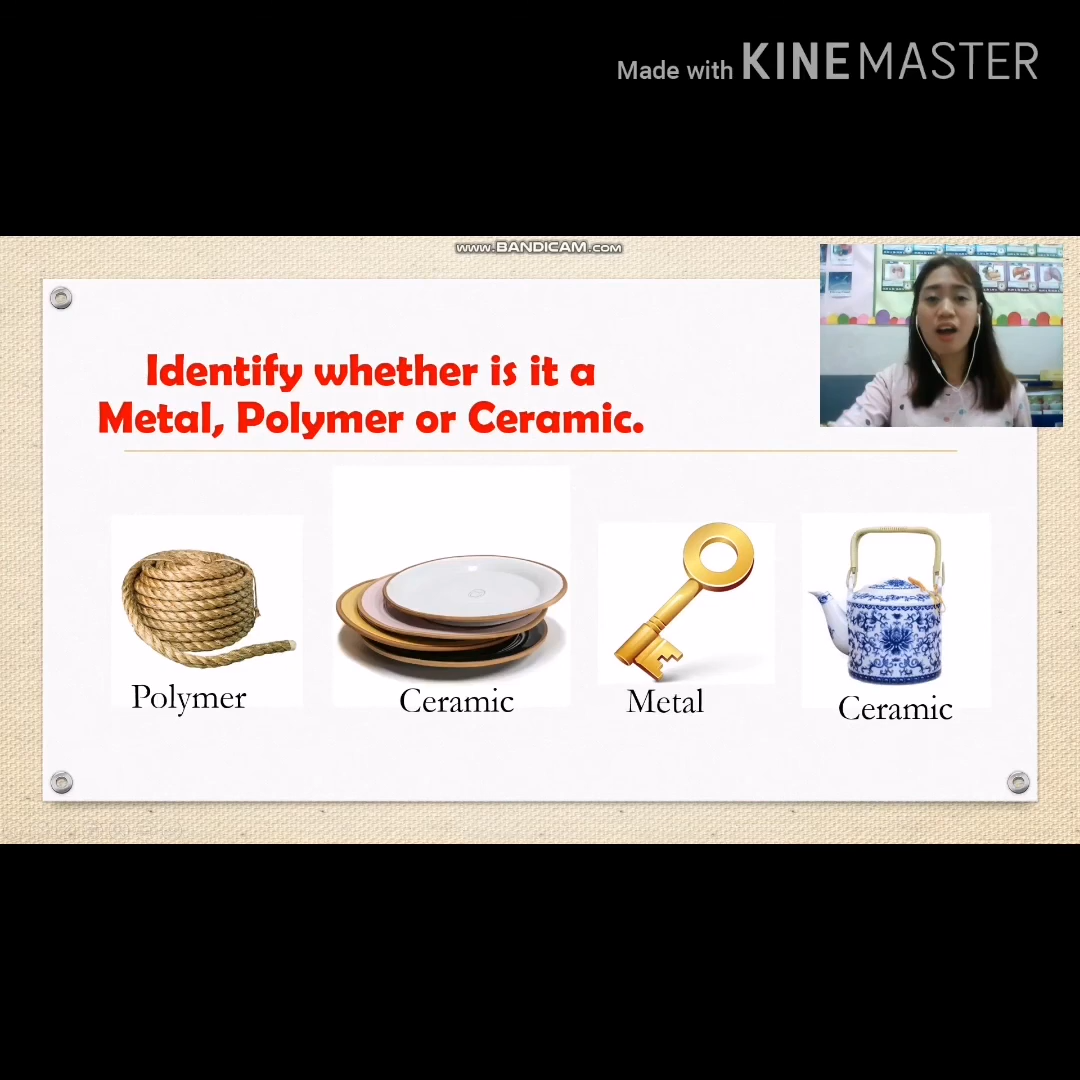 Made with KINEMASTER
www.BANDICAM.com
Identify whether is it a
Metal, Polymer or Ceramic.
Polymer
Ceramic
Metal
Ceramic